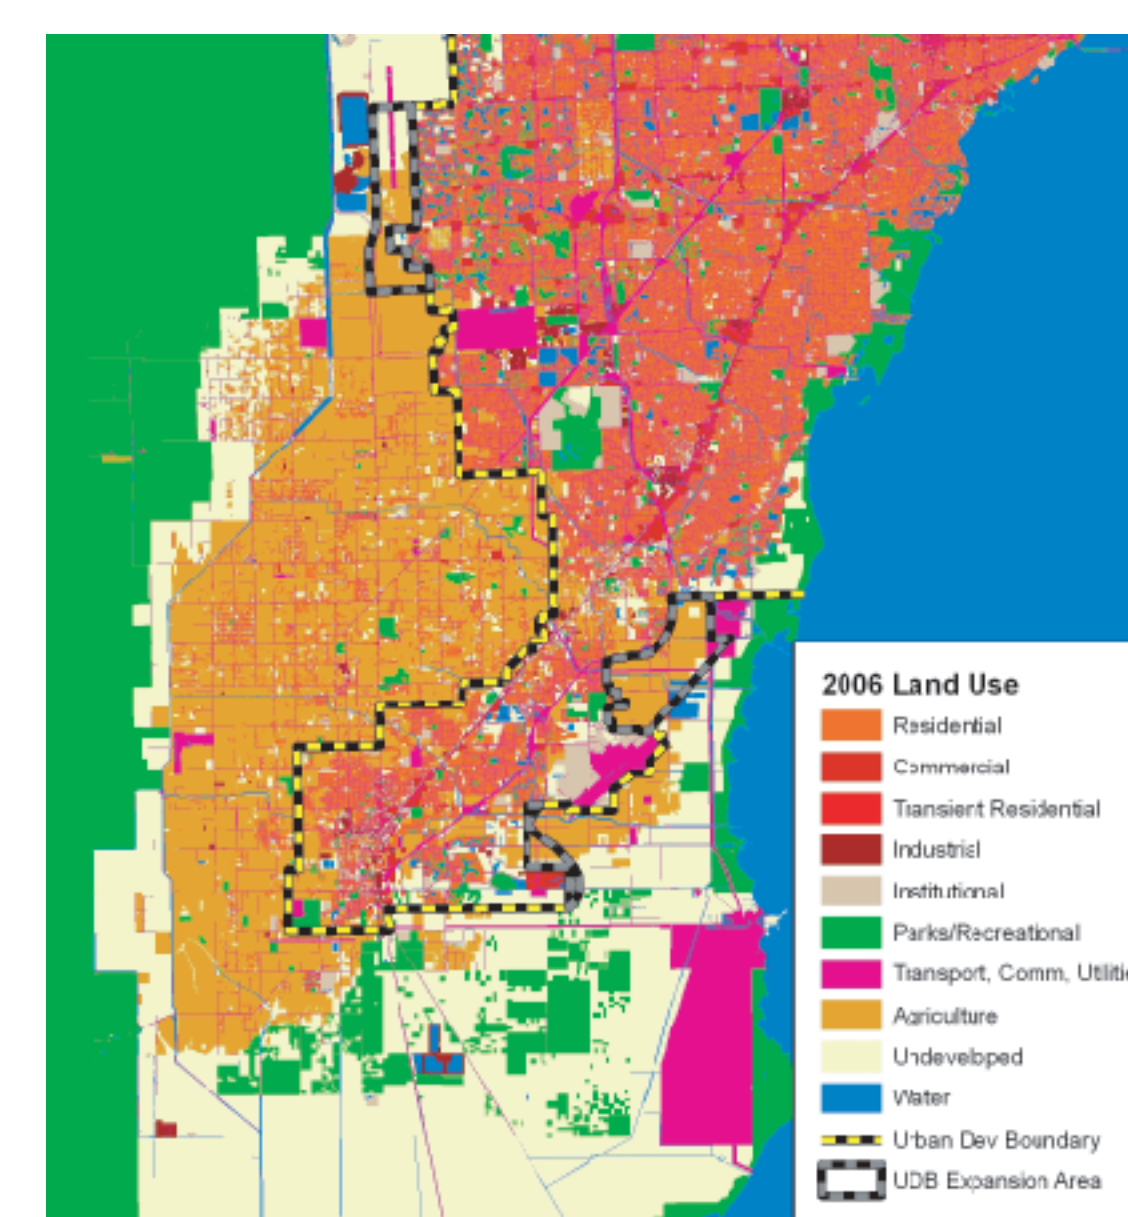 2006 Land Use
Residential
Commercial
Transient Residential
Industrial
Institutional
Parks/Recreational
Transport, Comm, Utilitie
Agriculture
Undeveloped
Water
Urban Dev Boundary
UDB Expansion Area